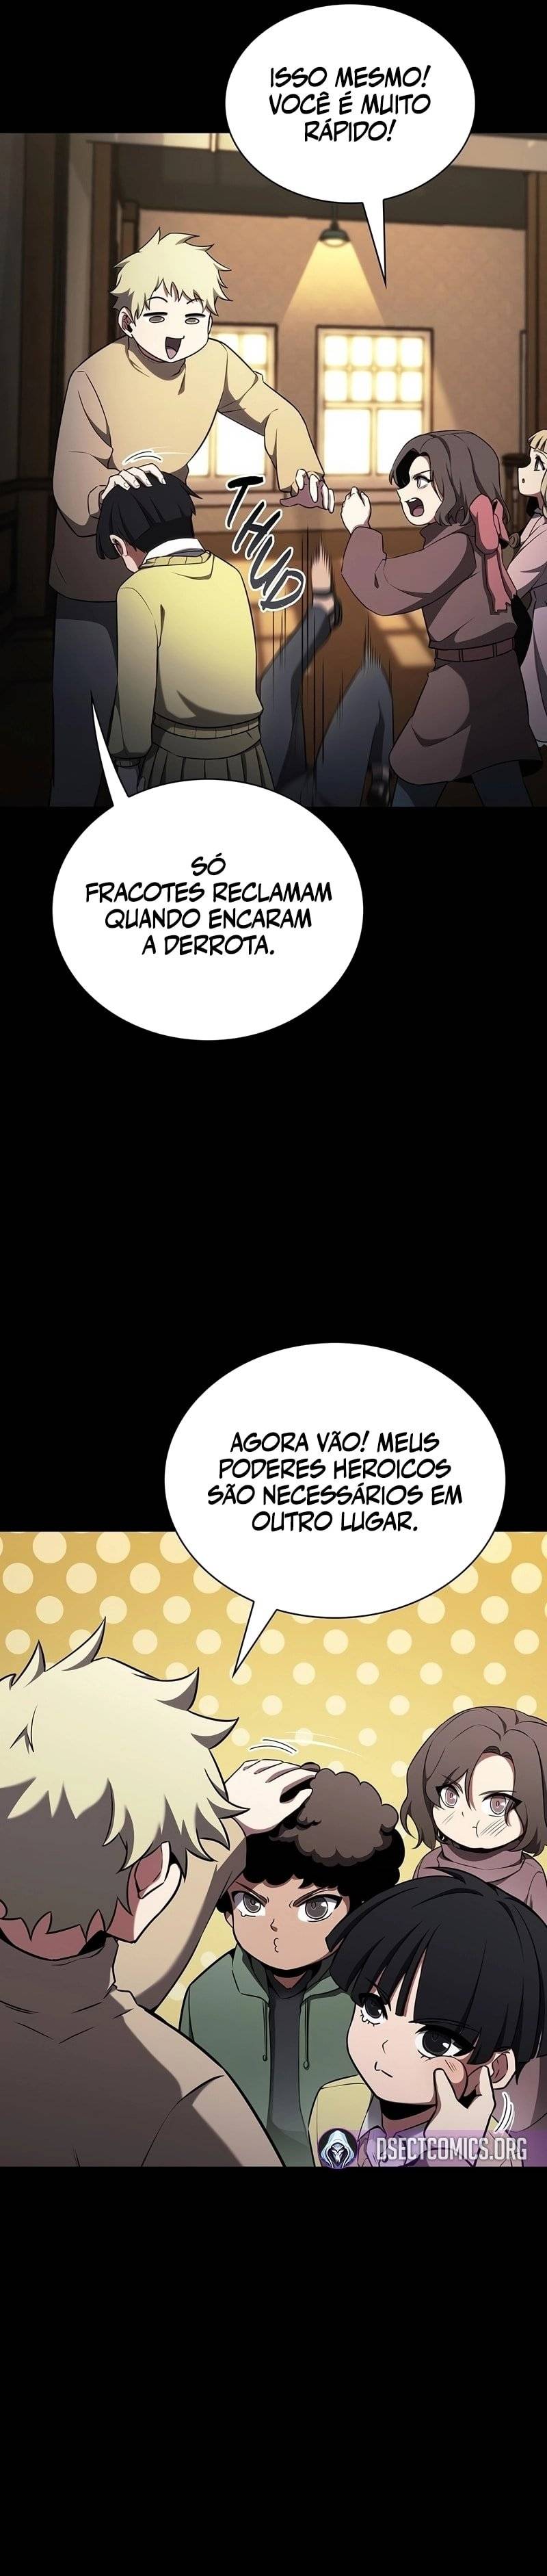 ISSO MESMO!
VOCÊ É MUITO
RÁPIDO!
THUD
SÓ
FRACOTES RECLAMAM
QUANDO ENCARAM
A DERROTA.
AGORA VÃO! MEUS
PODERES HEROICOS
SÃO NECESSÁRIOS EM
OUTRO LUGAR.
DSECTCOMICS.ORG